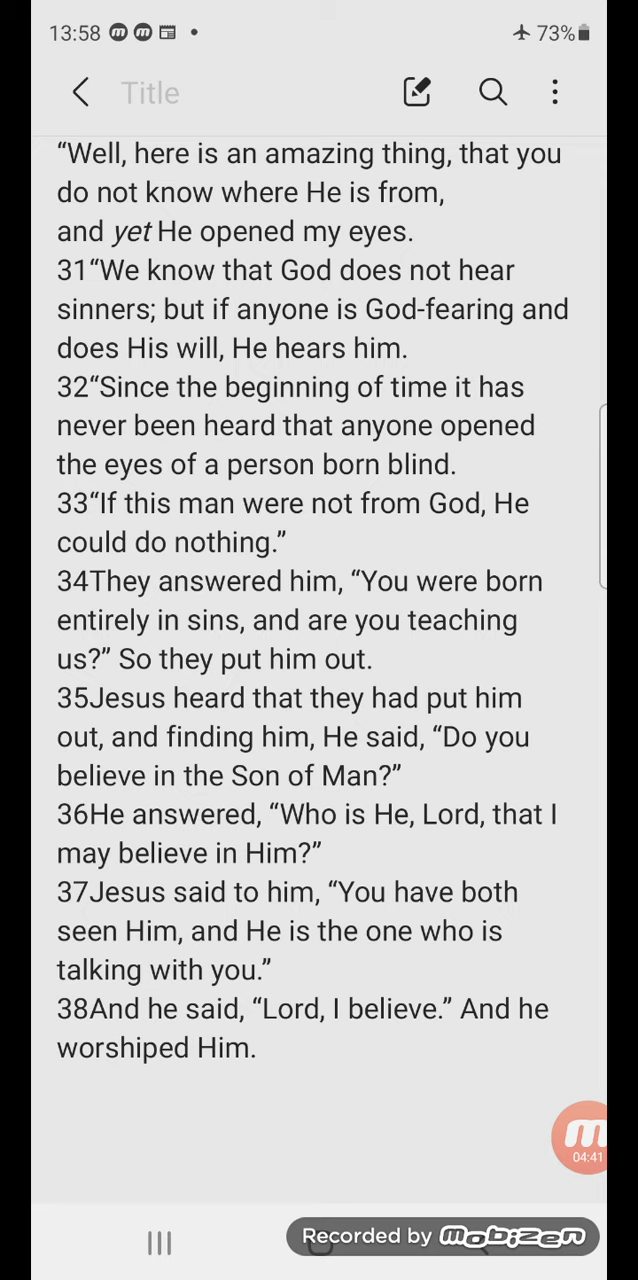 13:58
73%
Title
“Well, here is an amazing thing, that you
do not know where He is from,
and yet He opened my eyes.
31“We know that God does not hear
sinners; but if anyone is God-fearing and
does His will, He hears him.
32“Since the beginning of time it has
never been heard that anyone opened
the eyes of a person born blind.
33“If this man were not from God, He
could do nothing.”
34They answered him, “You were born
entirely in sins, and are you teaching
us?” So they put him out.
35Jesus heard that they had put him
out, and finding him, He said, “Do you
believe in the Son of Man?”
36He answered, “Who is He, Lord, that I
may believe in Him?”
37Jesus said to him, “You have both
seen Him, and He is the one who is
talking with you.”
38And he said, “Lord, I believe.” And he
worshiped Him.
m
04:41
Recorded by mobizen